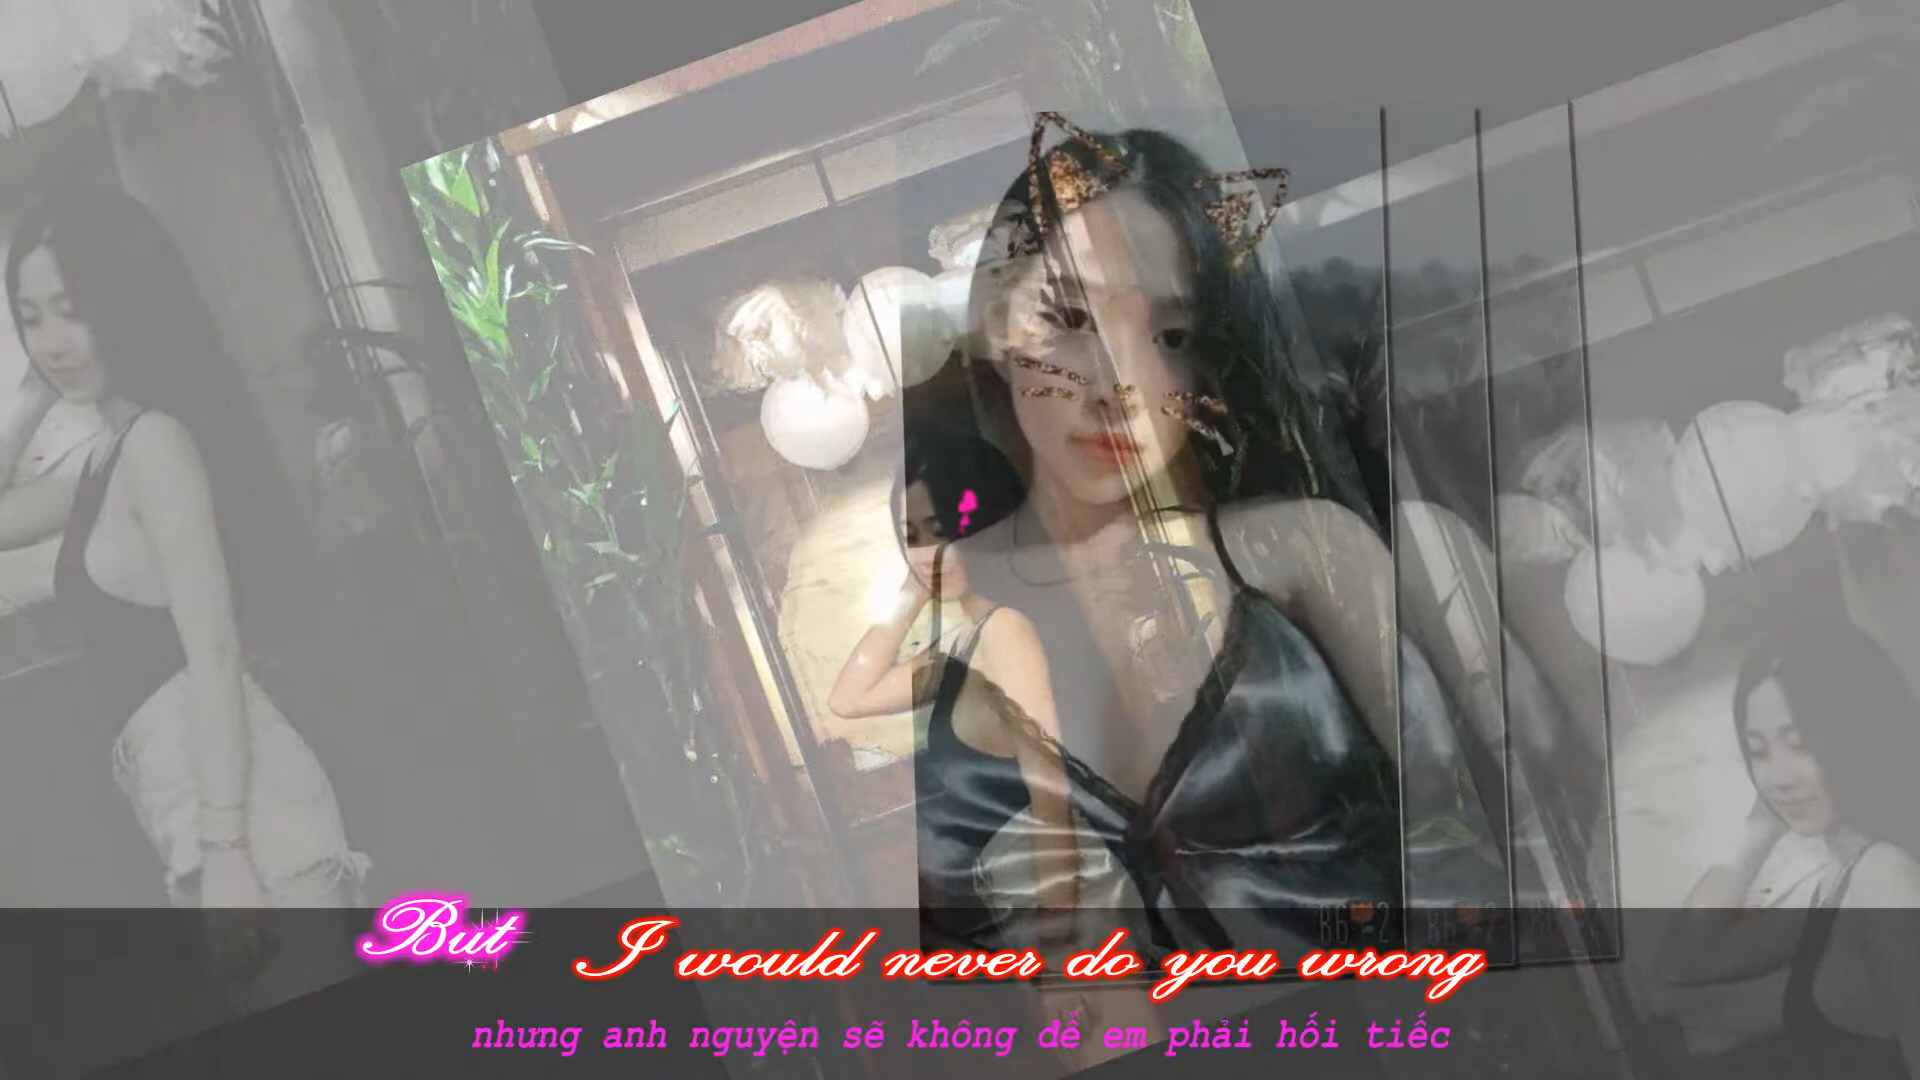 But I would never do you wrong
nhưng anh nguyện sẽ không để em phải hối tiếc